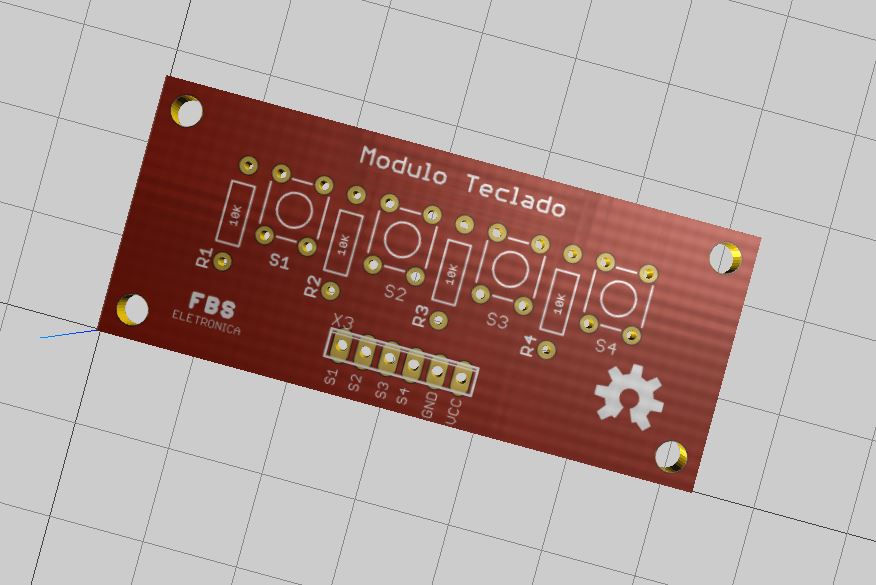 Modulo Teclado
10K
10K
10K
10K
R1
S1
R2
S2
R3
S3
R4
S4
FBS
ELETRONICA
X3
S1
S2
S3
S4
GND
VCC